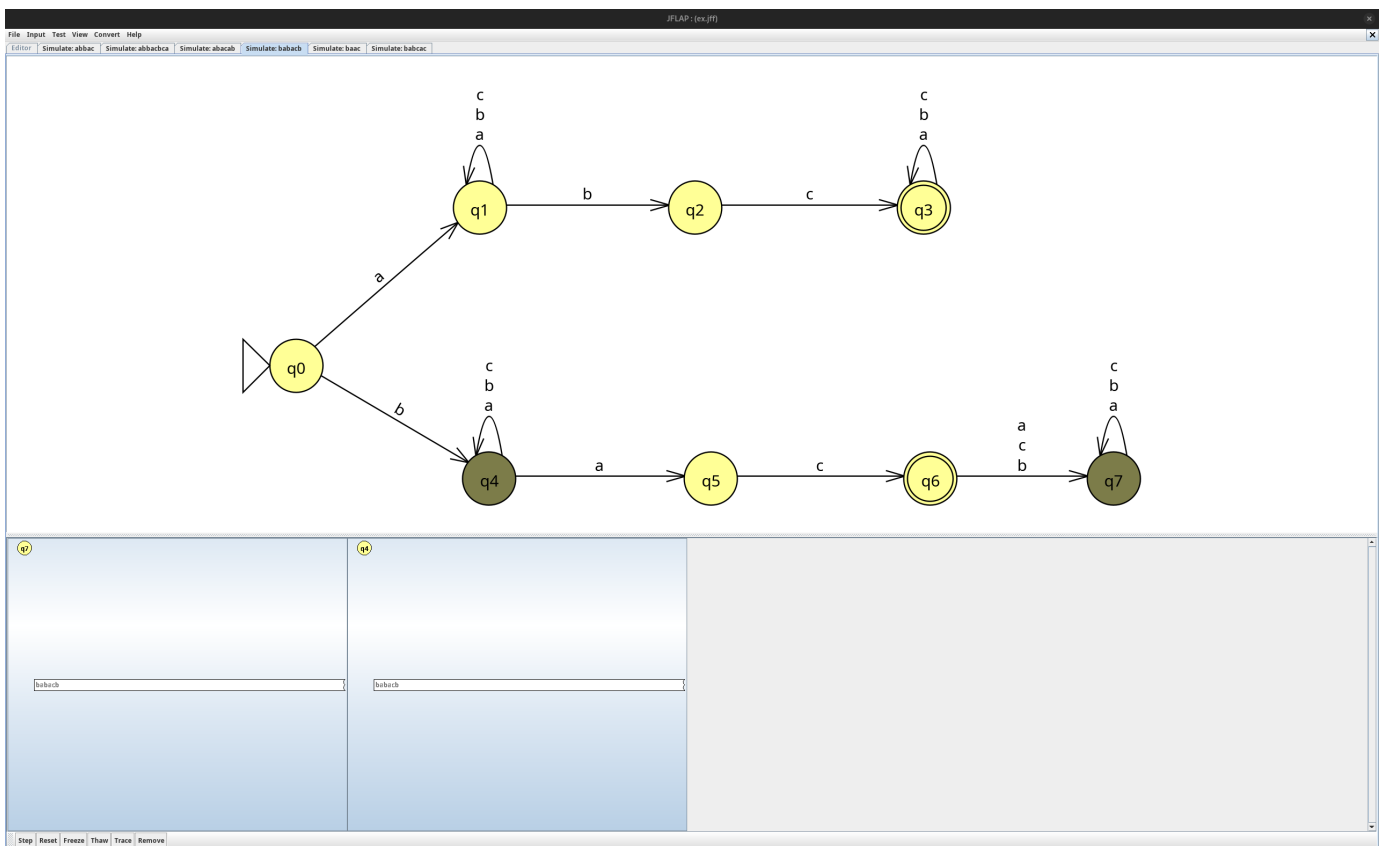 JFLAP : (ex.jff)
File Input Test View Convert Help
Editor Simulate: abbac Simulate: abbacbca Simulate: abacab Simulate: babacb Simulate: baac Simulate: babcac
c
b
a
c
b
a
q1
b
q2
c
q3
a
q0
b
c
b
a
c
b
a
a
c
b
q4
a
q5
c
q6
q7
q7
q4
babacb
babacb
Step Reset Freeze Thaw Trace Remove